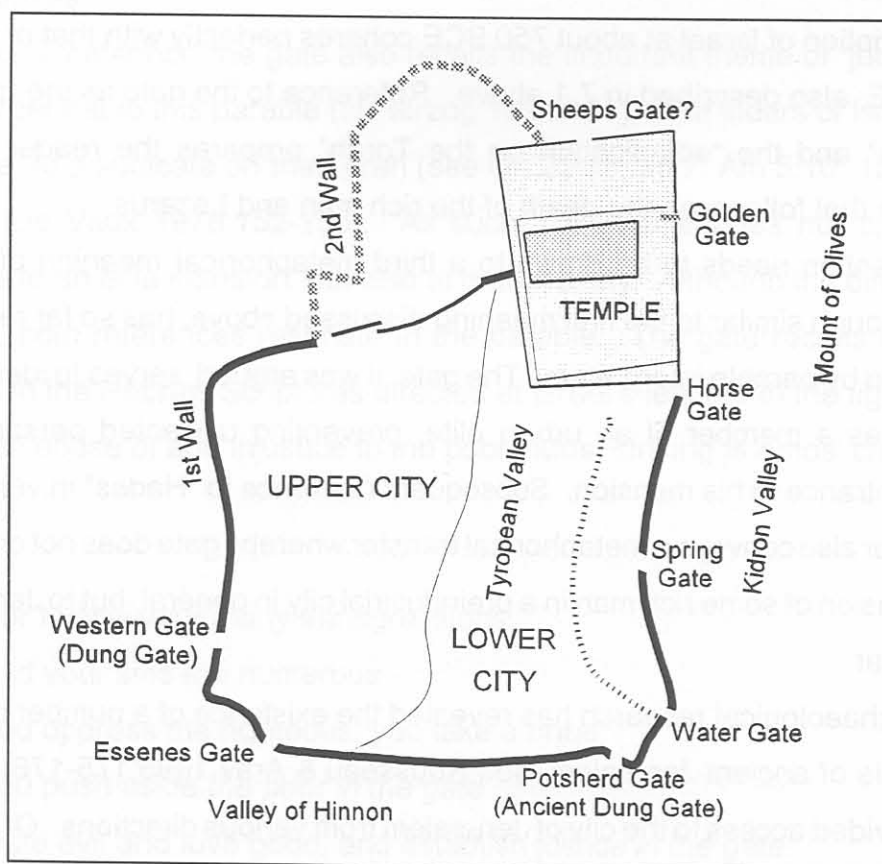 Sheeps Gate?
2nd Wall
Golden
Gate
TEMPLE
Mount of Olives
Horse
Gate
1st Wall
UPPER CITY
Tyropean Valley
Kidron Valley
Spring
Gate
Western Gate
(Dung Gate)
LOWER
CITY
Essenes Gate
Water Gate
Potsherd Gate
(Ancient Dung Gate)
Valley of Hinnon